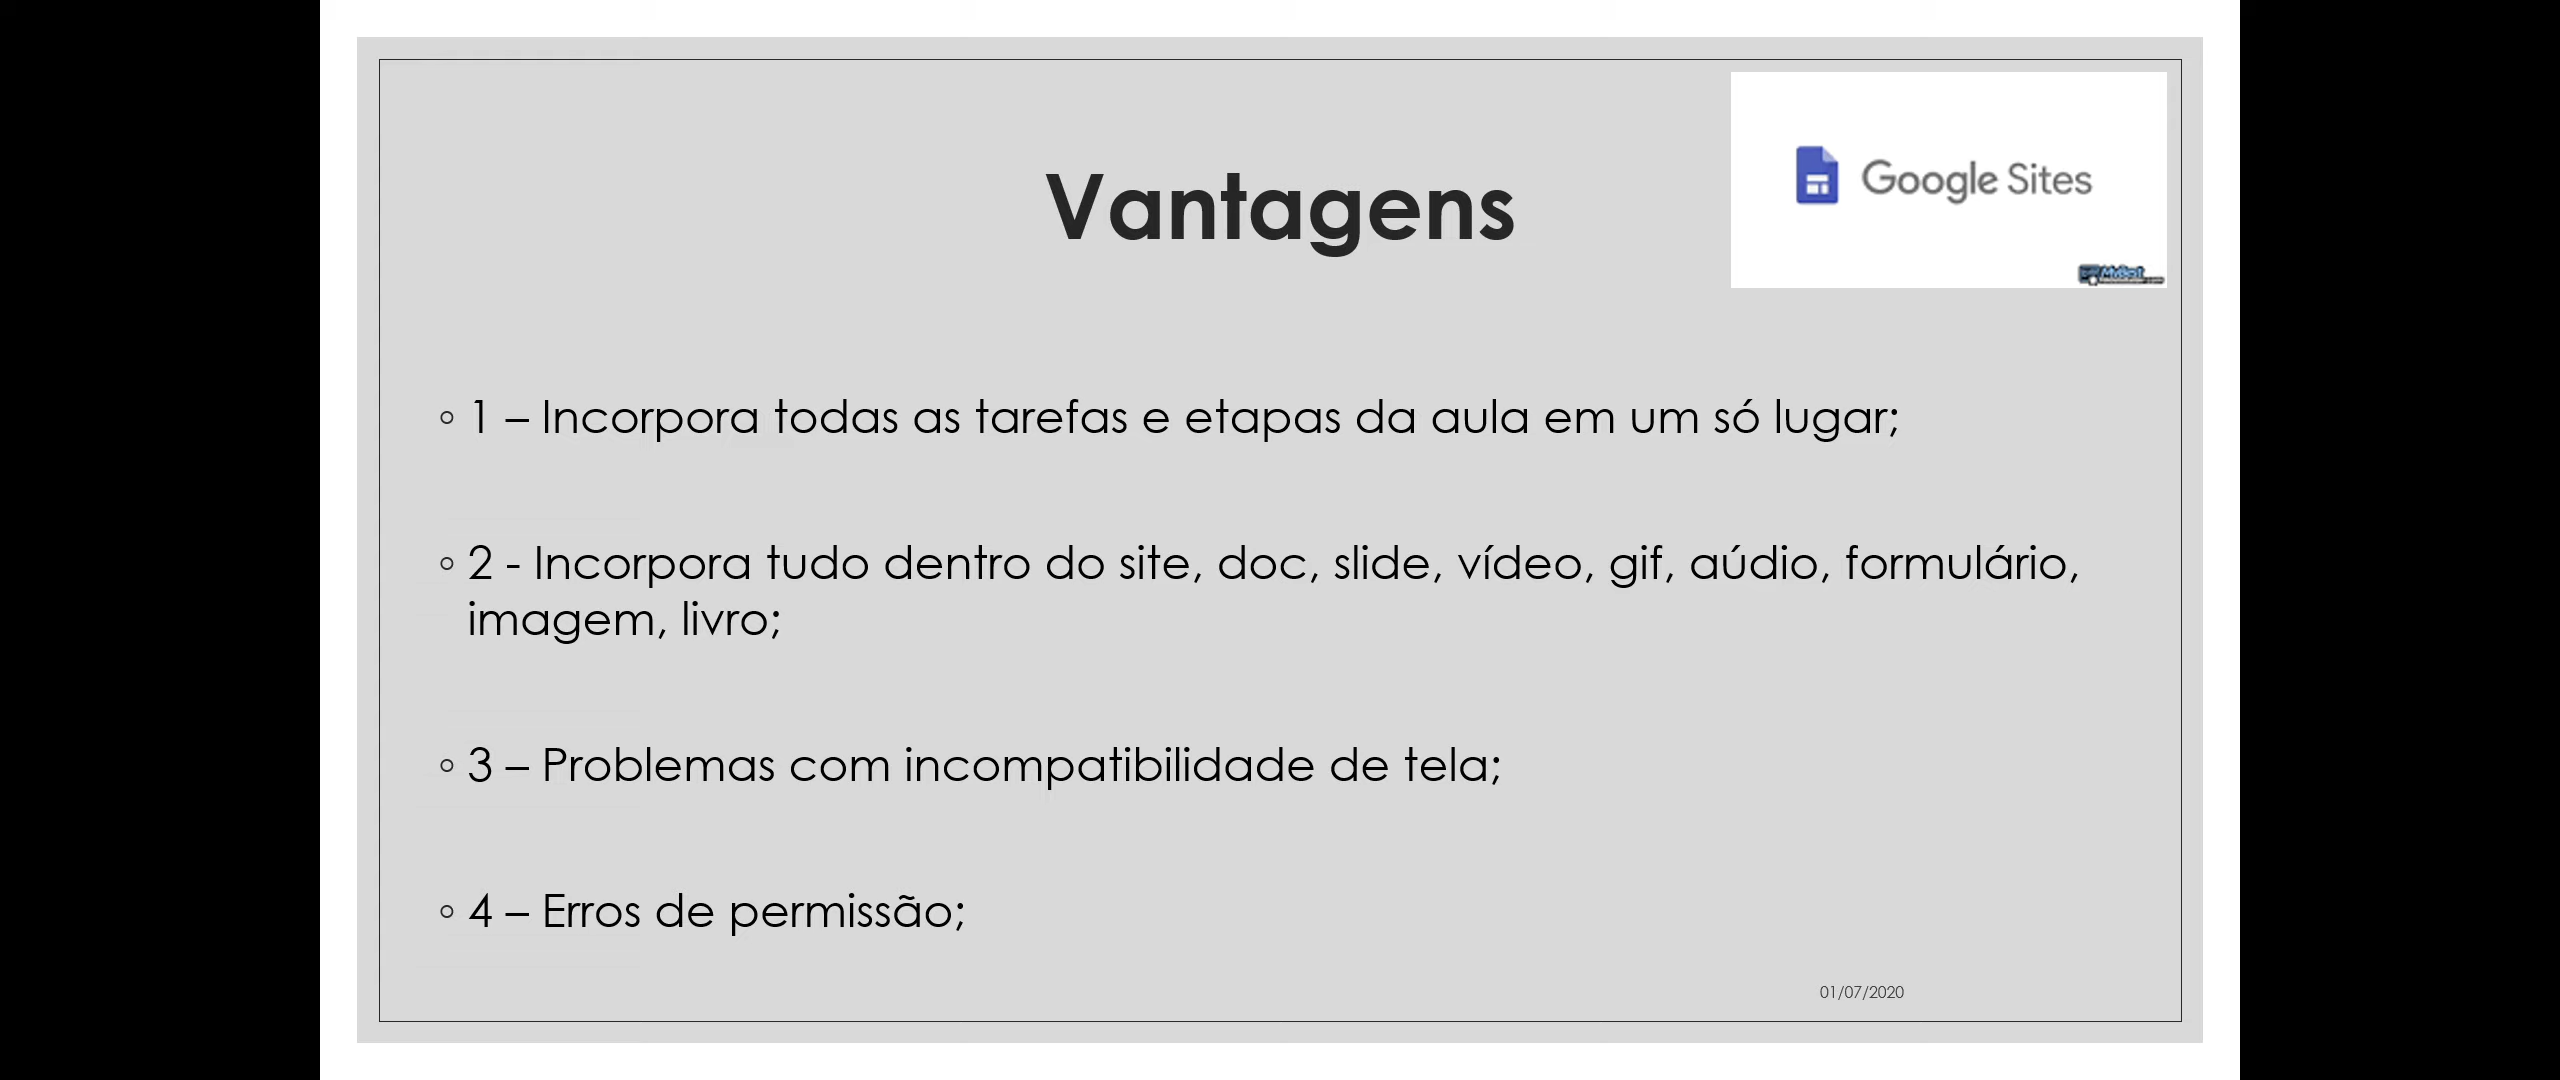 Google Sites
Vantagens
◦ 1 – Incorpora todas as tarefas e etapas da aula em um só lugar;
◦ 2 - Incorpora tudo dentro do site, doc, slide, vídeo, gif, aúdio, formulário,
imagem, livro;
◦ 3 – Problemas com incompatibilidade de tela;
◦ 4 – Erros de permissão;
01/07/2020